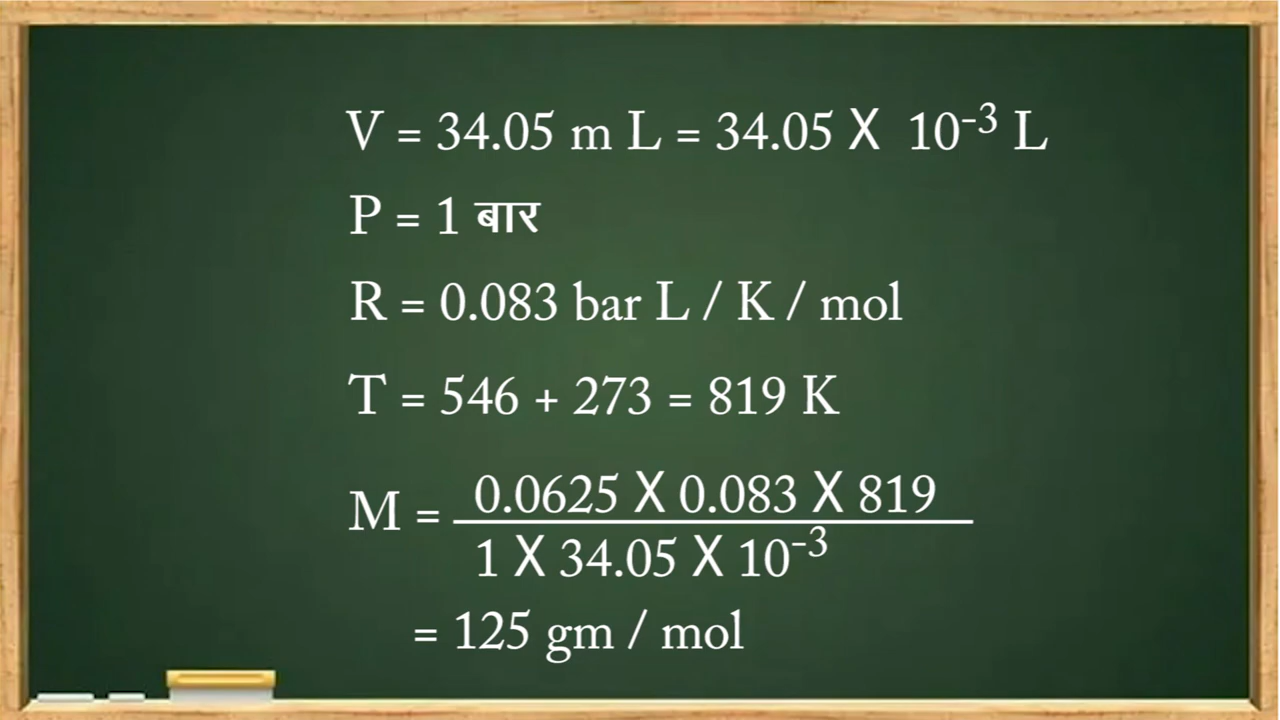 V = 34.05 m L = 34.05 X 10⁻³ L
P = 1 बार
R = 0.083 bar L / K / mol
T = 546 + 273 = 819 K
M = 0.0625 X 0.083 X 819
1 X 34.05 X 10⁻³
= 125 gm / mol